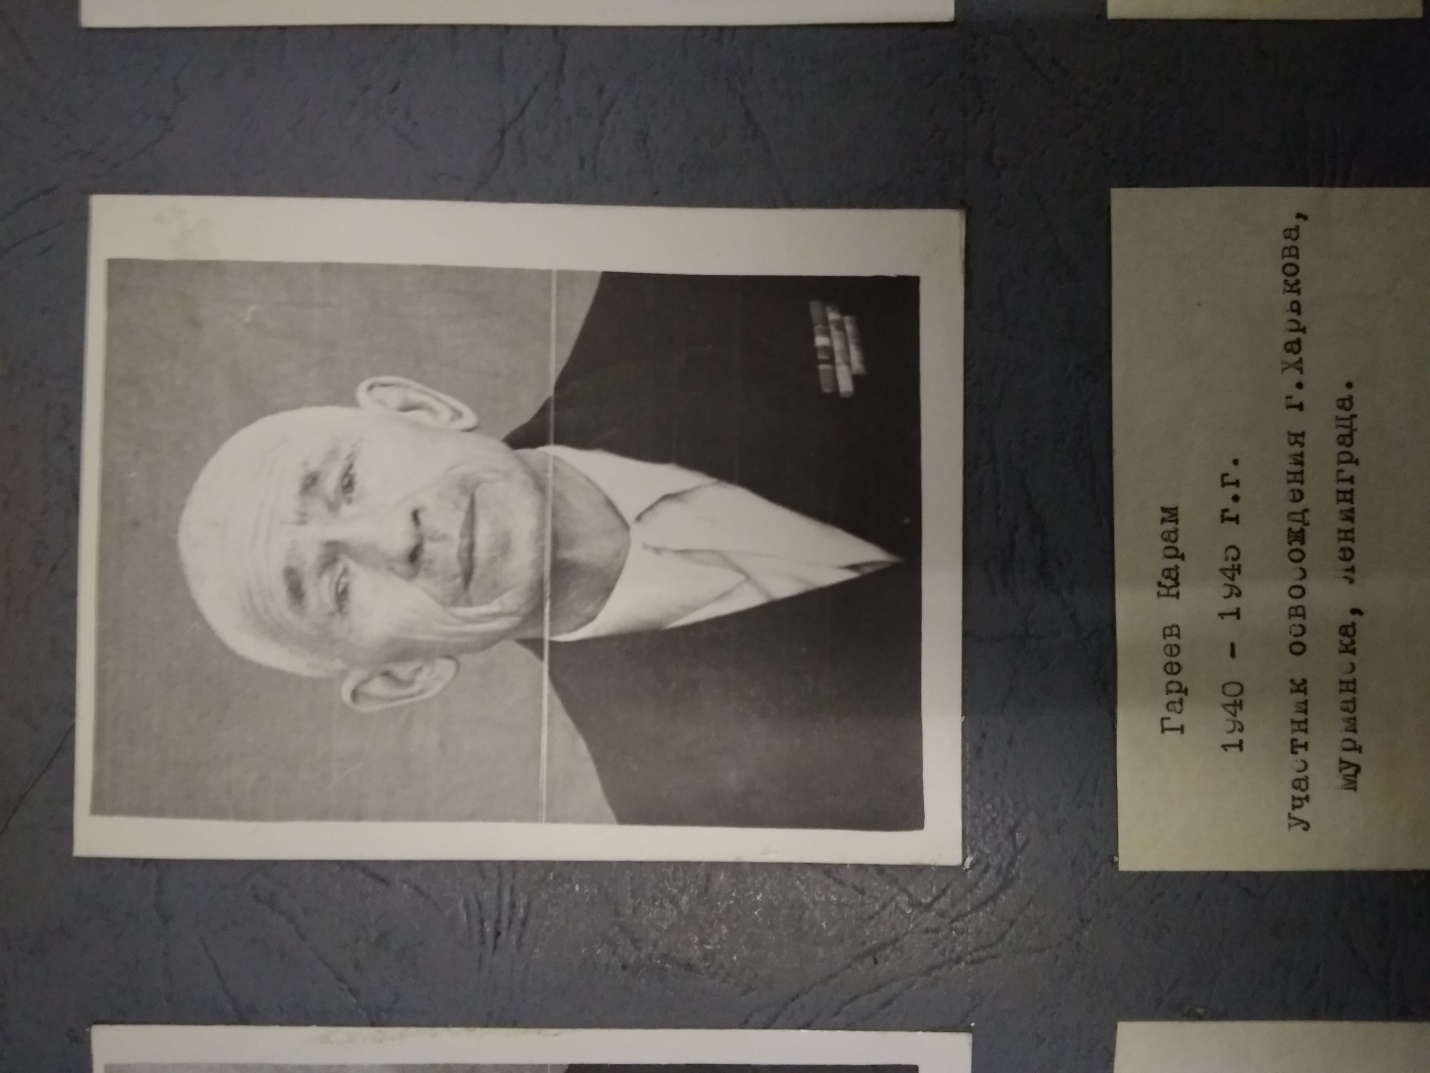 Гареев Карам
1940 - 1945 г.г.
Участник освобождения г.Харькова,
Мурманска, Ленинграда.